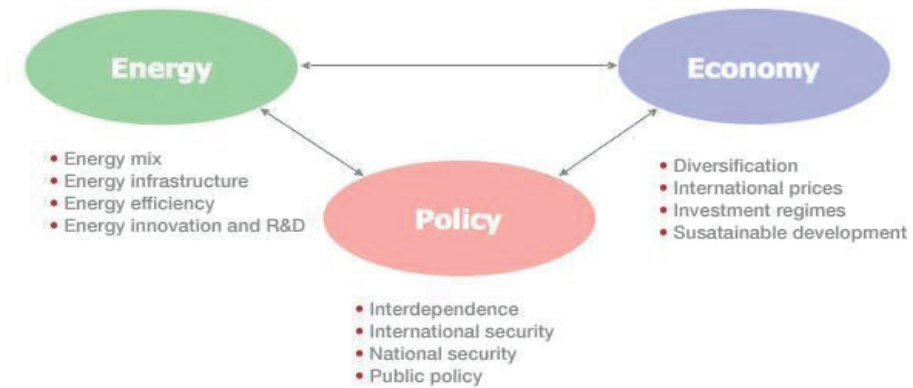 Energy
Economy
• Energy mix
• Energy infrastructure
• Energy efficiency
• Energy innovation and R&D
Policy
• Diversification
• International prices
• Investment regimes
• Susatainable development
• Interdependence
• International security
• National security
• Public policy